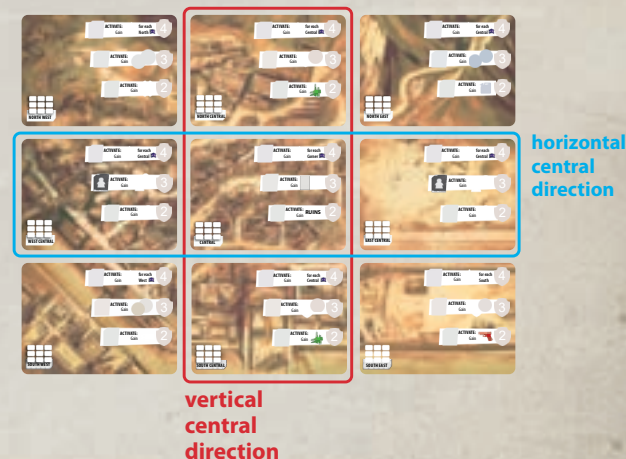 ACTIVATE: for each 4
Gain North
ACTIVATE: 3
Gain
ACTIVATE: 2
Gain
NORTH WEST
ACTIVATE: for each 4
Gain Central
ACTIVATE: 3
Gain
ACTIVATE: 2
Gain
NORTH CENTRAL
ACTIVATE: for each 4
Gain Central
ACTIVATE: 3
Gain
ACTIVATE: 2
Gain
NORTH EAST
ACTIVATE: for each 4
Gain Central
ACTIVATE: 3
Gain
ACTIVATE: 2
Gain
WEST CENTRAL
ACTIVATE: for each 4
Gain Corner
ACTIVATE: 3
Gain
ACTIVATE: 2
Gain RUINS
CENTRAL
ACTIVATE: for each 4
Gain Central
ACTIVATE: 3
Gain
ACTIVATE: 2
Gain
EAST CENTRAL
horizontal
central
direction
ACTIVATE: for each 4
Gain West
ACTIVATE: 3
Gain
ACTIVATE: 2
Gain
SOUTH WEST
ACTIVATE: for each 4
Gain Central
ACTIVATE: 3
Gain
ACTIVATE: 2
Gain
SOUTH CENTRAL
ACTIVATE: for each 4
Gain South
ACTIVATE: 3
Gain
ACTIVATE: 2
Gain
SOUTH EAST
vertical
central
direction